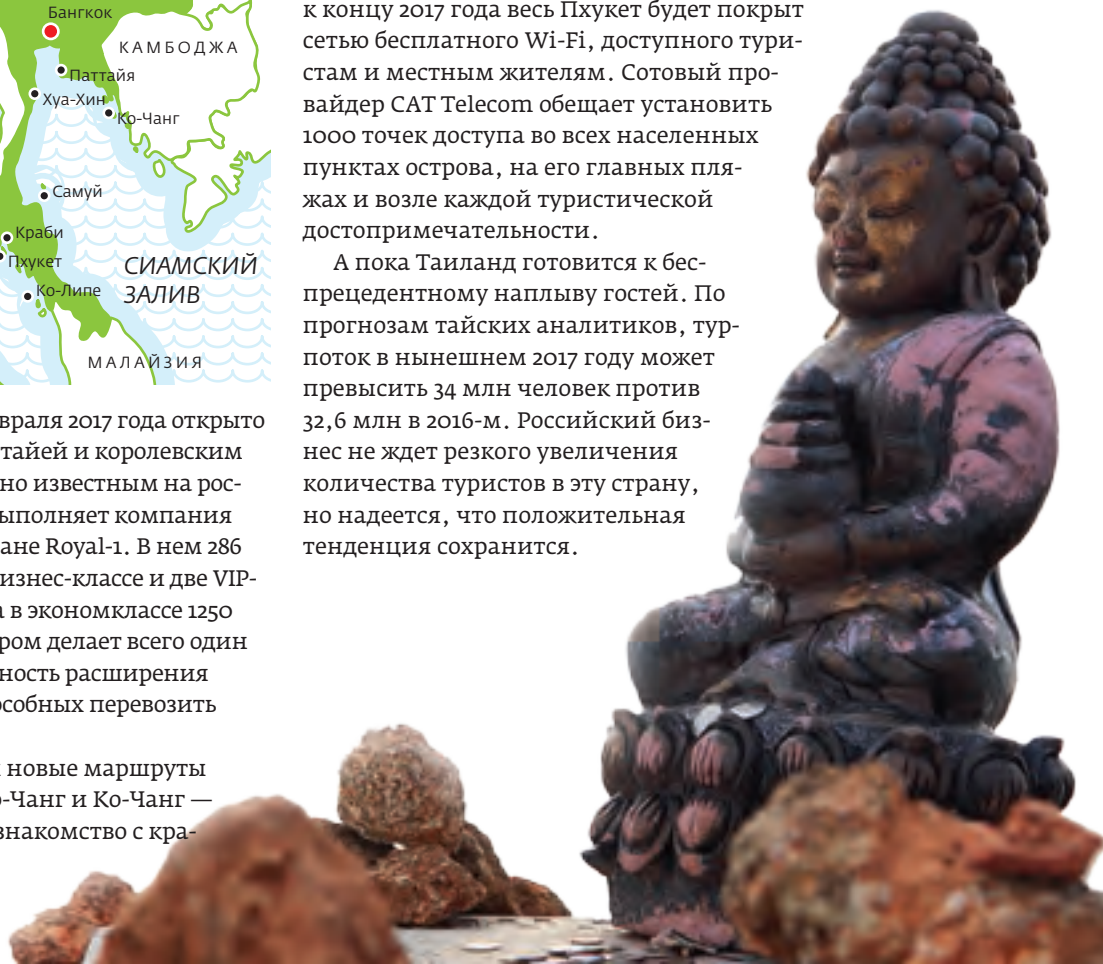 Бангкок
КАМБОДЖА
Паттайя
Хуа-Хин
Ко-Чанг
Самуй
Краби
Пхукет
СИАМСКИЙ
ЗАЛИВ
Ко-Липе
МАЛАЙЗИЯ
враля 2017 года открыто
тайей и королевским
но известным на рос-
ыполняет компания
ане Royal-1. В нем 286
изнес-классе и две VIP-
а в экономклассе 1250
ром делает всего один
ность расширения
особных перевозить
новые маршруты
о-Чанг и Ко-Чанг —
знакомство с кра-
к концу 2017 года весь Пхукет будет покрыт
сетью бесплатного Wi-Fi, доступного тури-
стам и местным жителям. Сотовый про-
вайдер CAT Telecom обещает установить
1000 точек доступа во всех населенных
пунктах острова, на его главных пля-
жах и возле каждой туристической
достопримечательности.
А пока Таиланд готовится к бес-
прецедентному наплыву гостей. По
прогнозам тайских аналитиков, тур-
поток в нынешнем 2017 году может
превысить 34 млн человек против
32,6 млн в 2016-м. Российский биз-
нес не ждет резкого увеличения
количества туристов в эту страну,
но надеется, что положительная
тенденция сохранится.